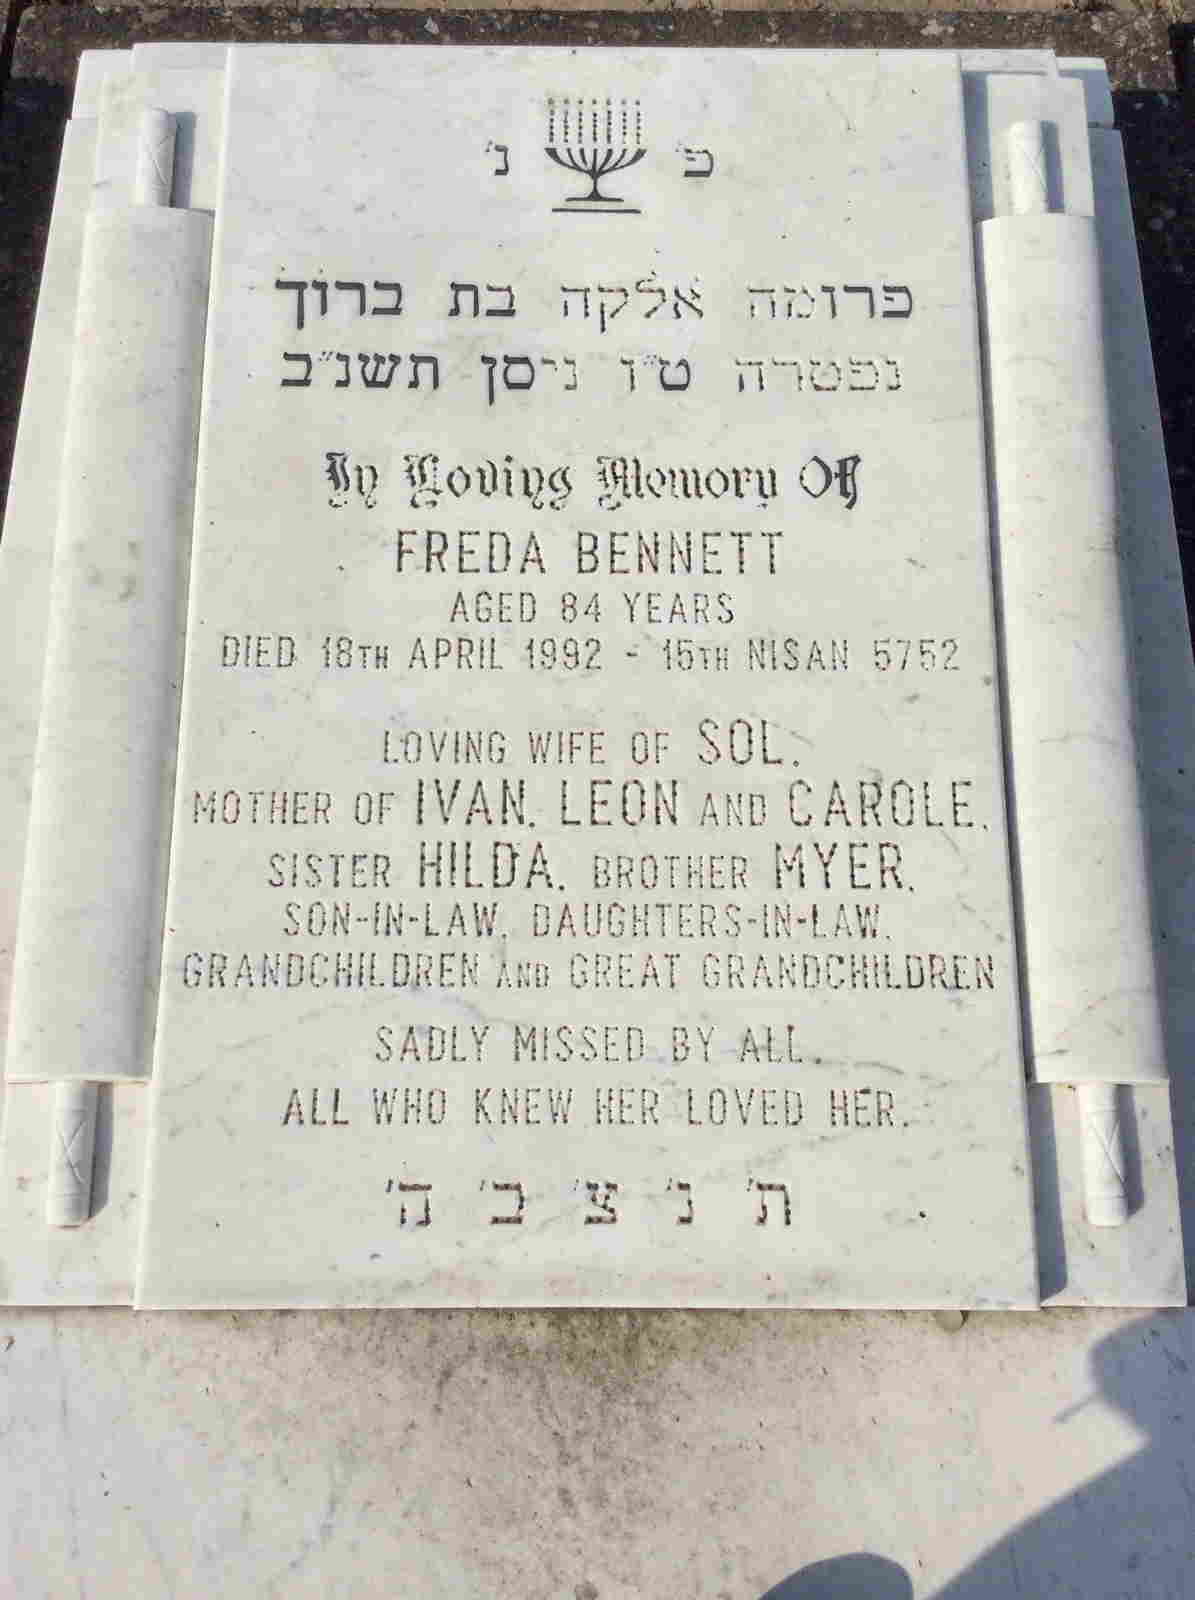 פ' נ'
פרומה אלקה בת ברוך
נפטרה ט"ו ניסן תשנ"ב
In Loving Memory Of
FREDA BENNETT
AGED 84 YEARS
DIED 18TH APRIL 1992 - 15TH NISAN 5752
LOVING WIFE OF SOL.
MOTHER OF IVAN, LEON AND CAROLE,
SISTER HILDA, BROTHER MYER,
SON-IN-LAW, DAUGHTERS-IN-LAW,
GRANDCHILDREN AND GREAT GRANDCHILDREN
SADLY MISSED BY ALL.
ALL WHO KNEW HER LOVED HER.
ת' נ' צ' ב' ה'